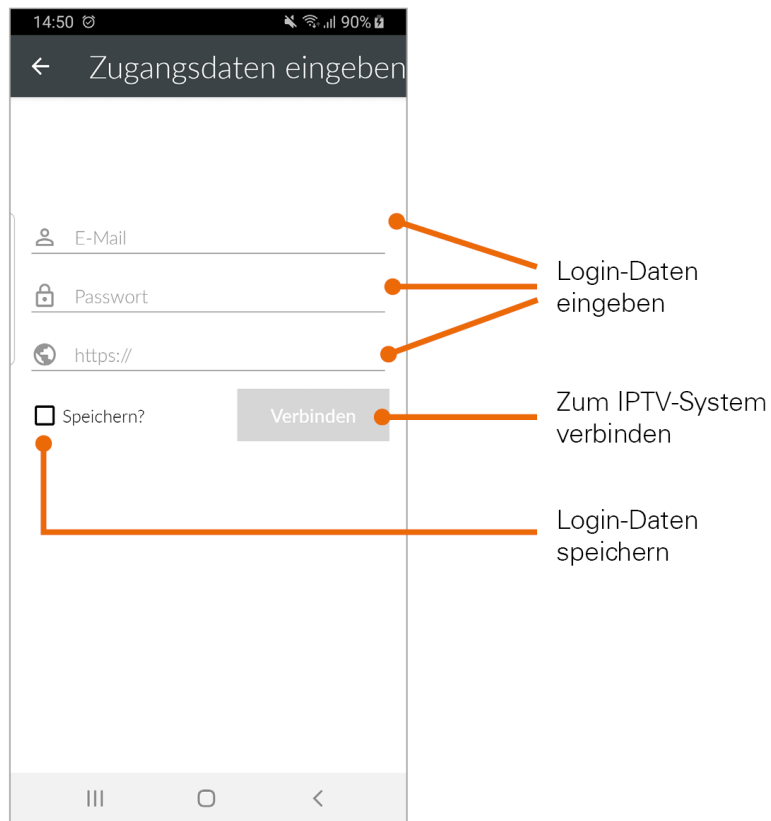 14:50 90%
Zugangsdaten eingeben
E-Mail
Passwort
https://
Speichern? Verbinden
Login-Daten
eingeben
Zum IPTV-System
verbinden
Login-Daten
speichern